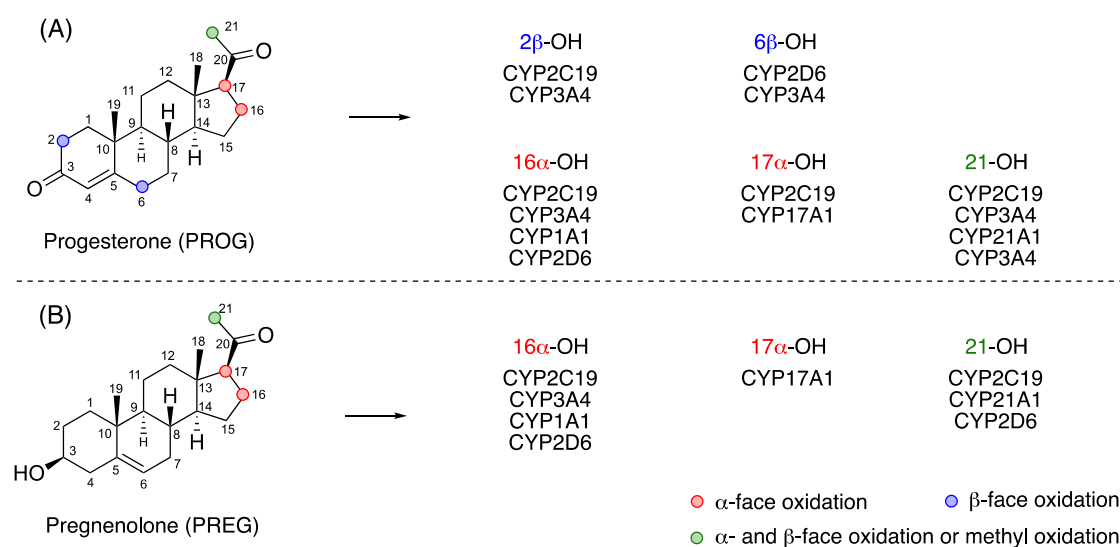 (A)
21
O
20
18
12
17
11
13
16
19
H
1
9
14
2
10
8
15
H
H
3
7
5
O
4
6
Progesterone (PROG)
2β-OH
CYP2C19
CYP3A4
6β-OH
CYP2D6
CYP3A4
16α-OH
CYP2C19
CYP3A4
CYP1A1
CYP2D6
17α-OH
CYP2C19
CYP17A1
21-OH
CYP2C19
CYP3A4
CYP21A1
CYP3A4
(B)
21
O
20
18
12
17
11
13
16
19
H
1
9
14
2
10
8
15
H
H
3
7
5
HO
4
6
Pregnenolone (PREG)
16α-OH
CYP2C19
CYP3A4
CYP1A1
CYP2D6
17α-OH
CYP17A1
21-OH
CYP2C19
CYP21A1
CYP2D6
α-face oxidation
β-face oxidation
α- and β-face oxidation or methyl oxidation